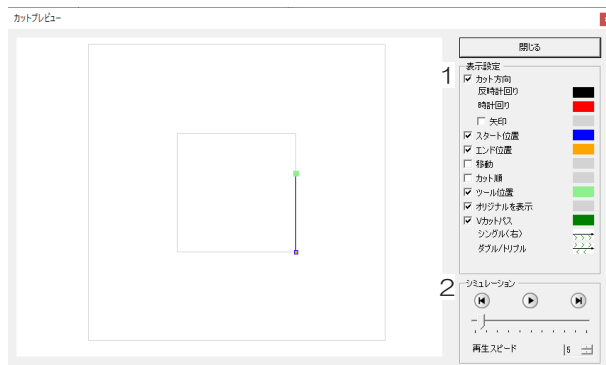 カットプレビュー
閉じる
1
表示設定
カット方向
反時計回り
時計回り
矢印
スタート位置
エンド位置
移動
カット順
ツール位置
オリジナルを表示
Vカットパス
シングル(右)
ダブル/トリプル
2
シミュレーション
再生スピード 5